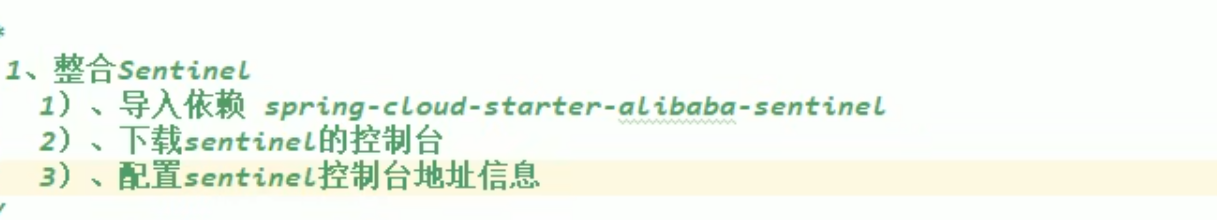 *
1、整合Sentinel
1）、导入依赖 spring-cloud-starter-alibaba-sentinel
2）、下载sentinel的控制台
3）、配置sentinel控制台地址信息
/